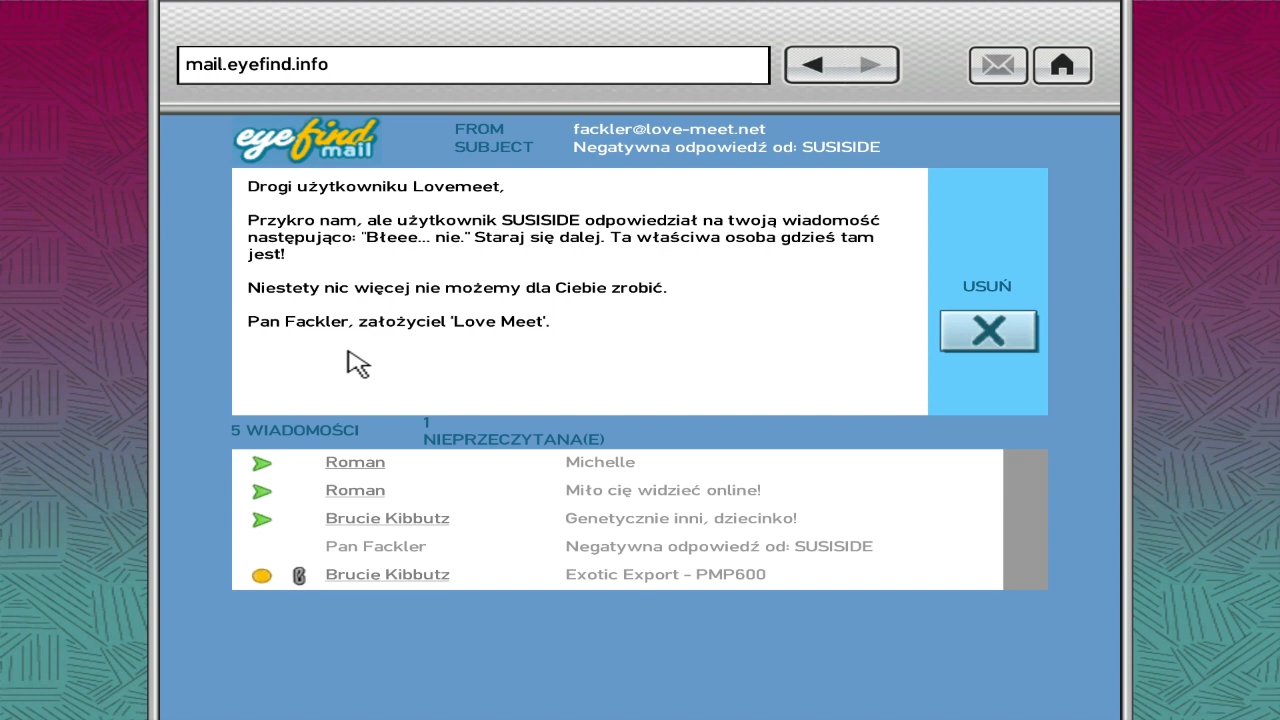 mail.eyefind.info
eyefind mail
FROM fackler@love-meet.net
SUBJECT Negatywna odpowiedź od: SUSISIDE
Drogi użytkowniku Lovemeet,
Przykro nam, ale użytkownik SUSISIDE odpowiedział na twoją wiadomość
następująco: "Błeee... nie." Staraj się dalej. Ta właściwa osoba gdzieś tam
jest!
Niestety nic więcej nie możemy dla Ciebie zrobić.
Pan Fackler, założyciel 'Love Meet'.
USUŃ
5 WIADOMOŚCI
1
NIEPRZECZYTANA(E)
Roman Michelle
Roman Miło cię widzieć online!
Brucie Kibbutz Genetycznie inni, dziecinko!
Pan Fackler Negatywna odpowiedź od: SUSISIDE
Brucie Kibbutz Exotic Export - PMP600